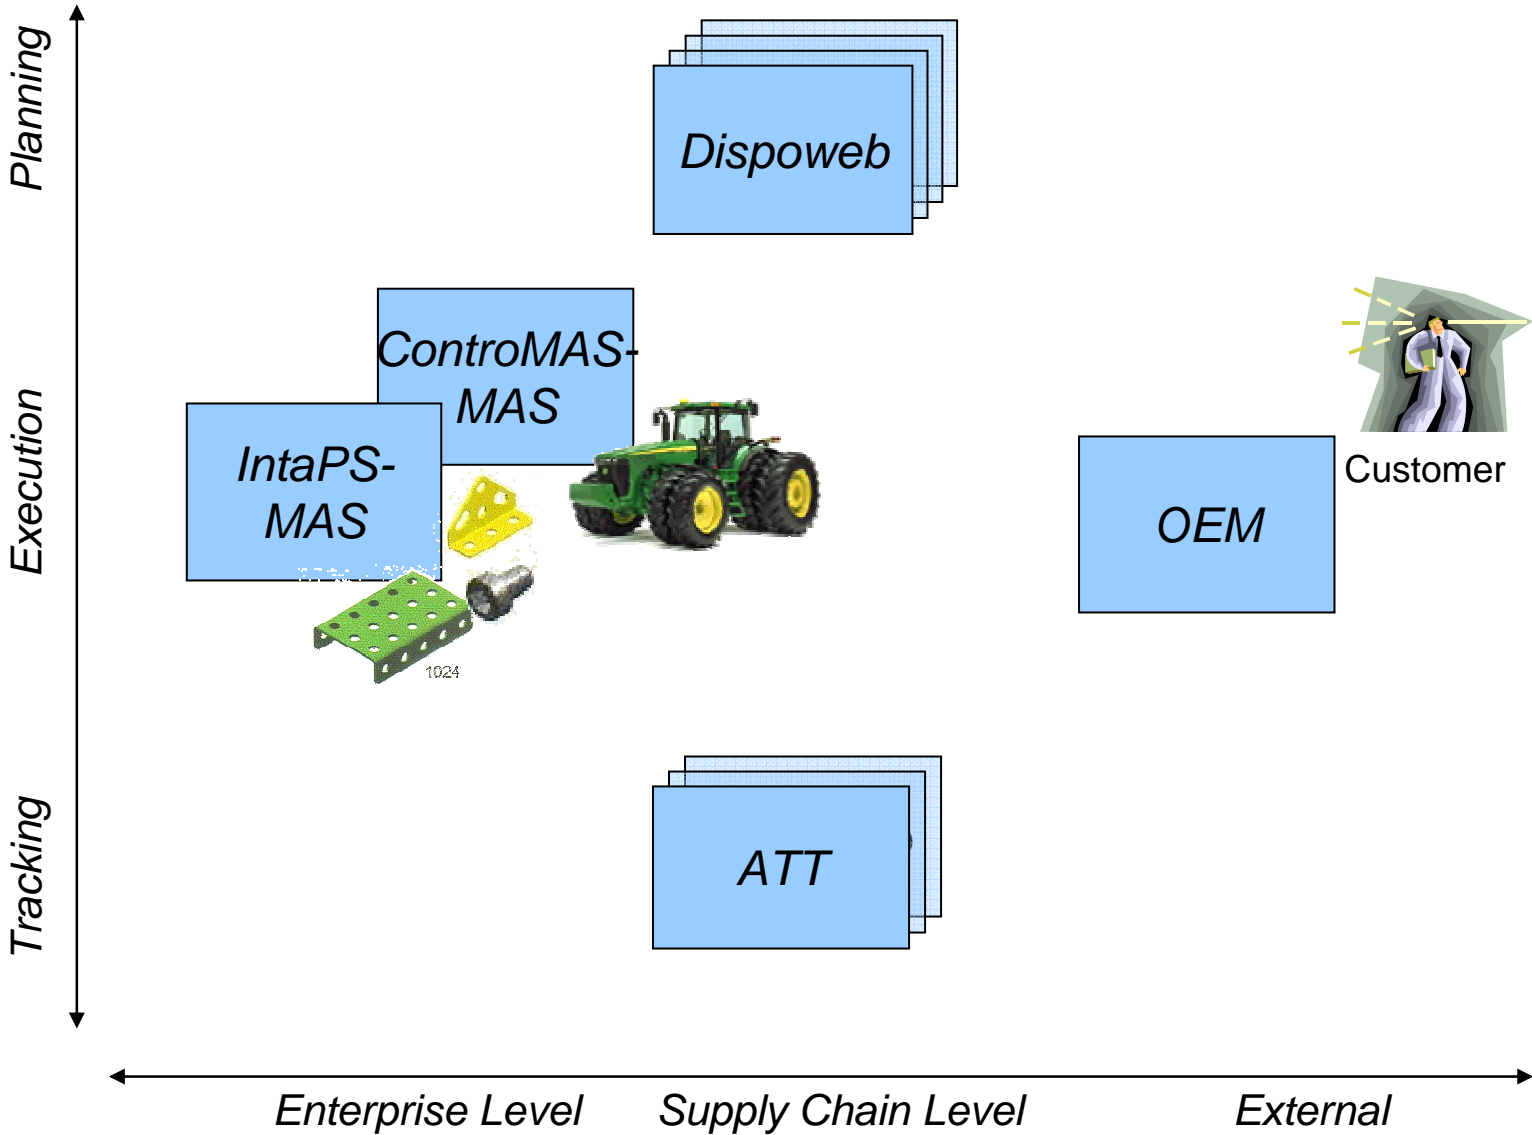 Planning
Dispoweb
ControMAS-
MAS
IntaPS-
MAS
Execution
Customer
OEM
1024
Tracking
ATT
Enterprise Level
Supply Chain Level
External